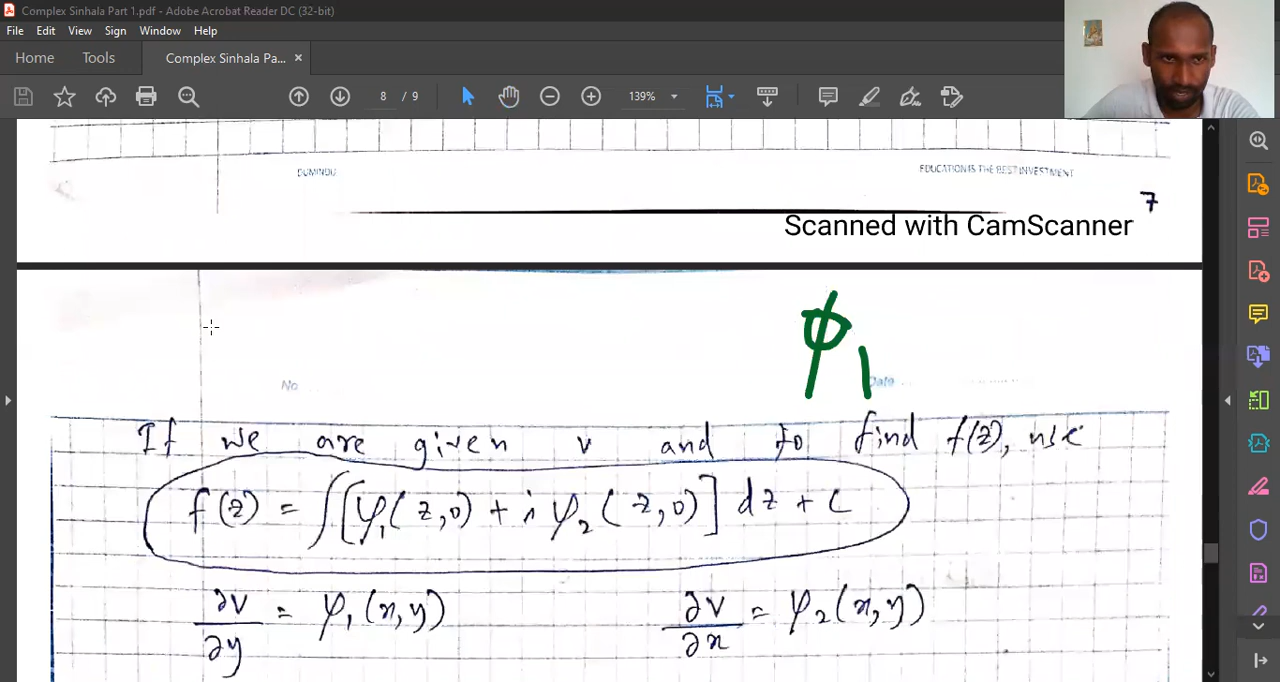 Complex Sinhala Part 1.pdf - Adobe Acrobat Reader DC (32-bit)
File Edit View Sign Window Help
Home Tools Complex Sinhala Pa... ×
8 / 9 139%
EDUCATION IS THE BEST INVESTMENT
7
Scanned with CamScanner
φ₁
No
Date
If we are given v and to find f(z), use
f(z) = ∫[ψ₁(z,0) + i ψ₂(z,0)] dz + C
∂v/∂y = ψ₁(x,y) ∂v/∂x = ψ₂(x,y)